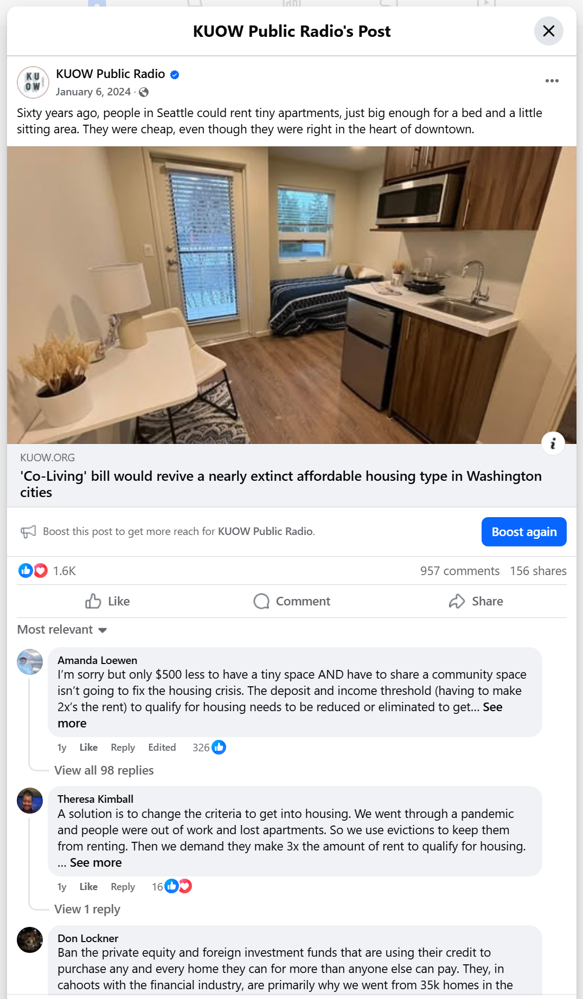 KUOW Public Radio's Post
KU
OW
KUOW Public Radio
January 6, 2024 ·
Sixty years ago, people in Seattle could rent tiny apartments, just big enough for a bed and a little
sitting area. They were cheap, even though they were right in the heart of downtown.
KUOW.ORG
'Co-Living' bill would revive a nearly extinct affordable housing type in Washington
cities
Boost this post to get more reach for KUOW Public Radio.
Boost again
1.6K
957 comments 156 shares
Like Comment Share
Most relevant
Amanda Loewen
I’m sorry but only $500 less to have a tiny space AND have to share a community space
isn’t going to fix the housing crisis. The deposit and income threshold (having to make
2x’s the rent) to qualify for housing needs to be reduced or eliminated to get... See
more
1y Like Reply Edited 326
View all 98 replies
Theresa Kimball
A solution is to change the criteria to get into housing. We went through a pandemic
and people were out of work and lost apartments. So we use evictions to keep them
from renting. Then we demand they make 3x the amount of rent to qualify for housing.
... See more
1y Like Reply 16
View 1 reply
Don Lockner
Ban the private equity and foreign investment funds that are using their credit to
purchase any and every home they can for more than anyone else can pay. They, in
cahoots with the financial industry, are primarily why we went from 35k homes in the